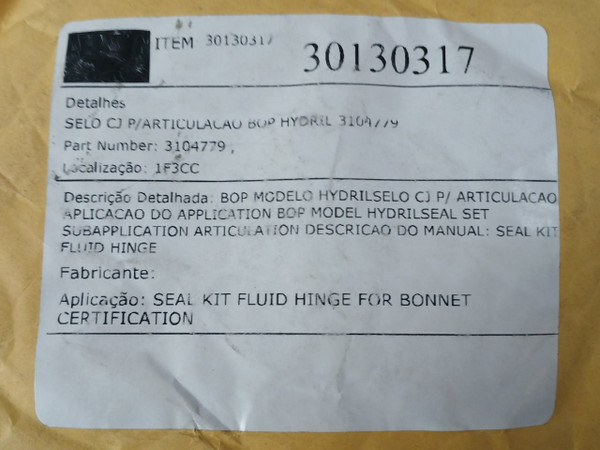 ITEM 30130317 30130317
Detalhes
SELO CJ P/ARTICULACAO BOP HYDRIL 3104779
Part Number: 3104779 ,
Localização: 1F3CC
Descrição Detalhada: BOP MODELO HYDRILSELO CJ P/ ARTICULACAO
APLICACAO DO APPLICATION BOP MODEL HYDRILSEAL SET
SUBAPPLICATION ARTICULATION DESCRICAO DO MANUAL: SEAL KIT
FLUID HINGE
Fabricante:
Aplicação: SEAL KIT FLUID HINGE FOR BONNET
CERTIFICATION